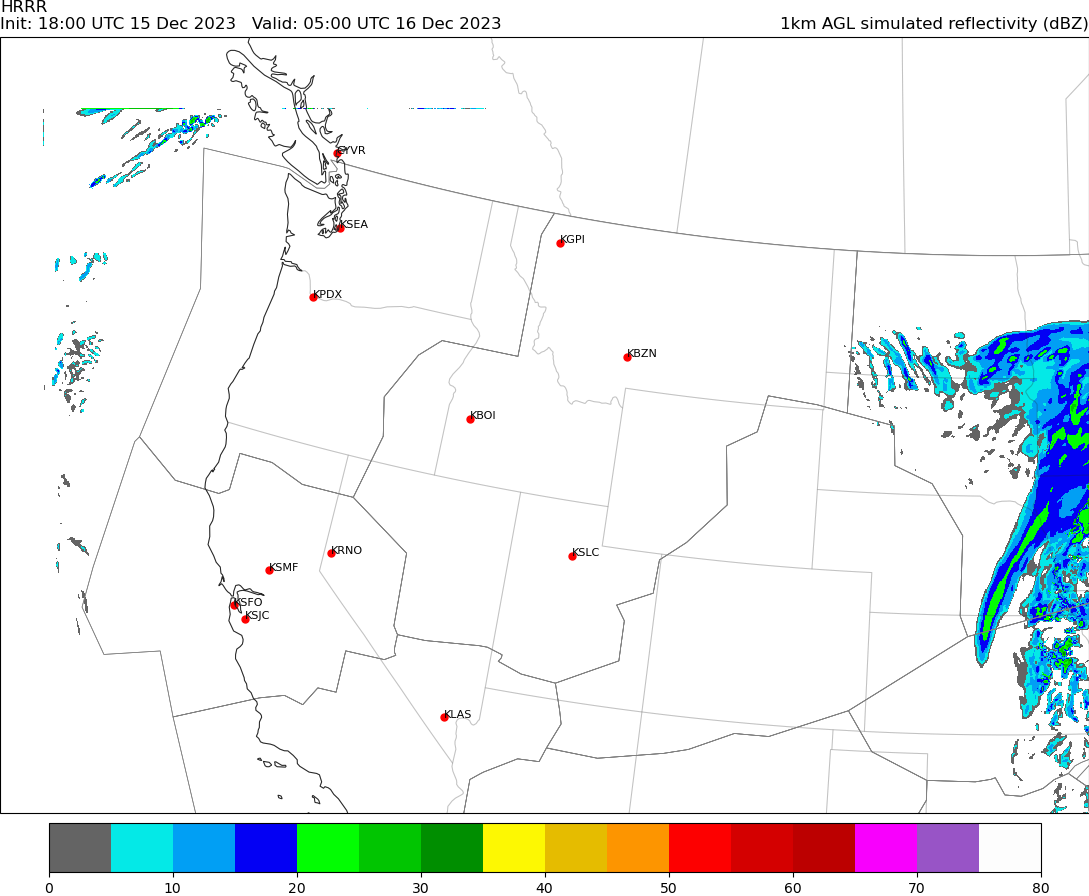 HRRR
Init: 18:00 UTC 15 Dec 2023   Valid: 05:00 UTC 16 Dec 2023   1km AGL simulated reflectivity (dBZ)
CYVR
KSEA
KGPI
KPDX
KBZN
KBOI
KRNO
KSLC
KSMF
KSFO
KSJC
KLAS
0 10 20 30 40 50 60 70 80